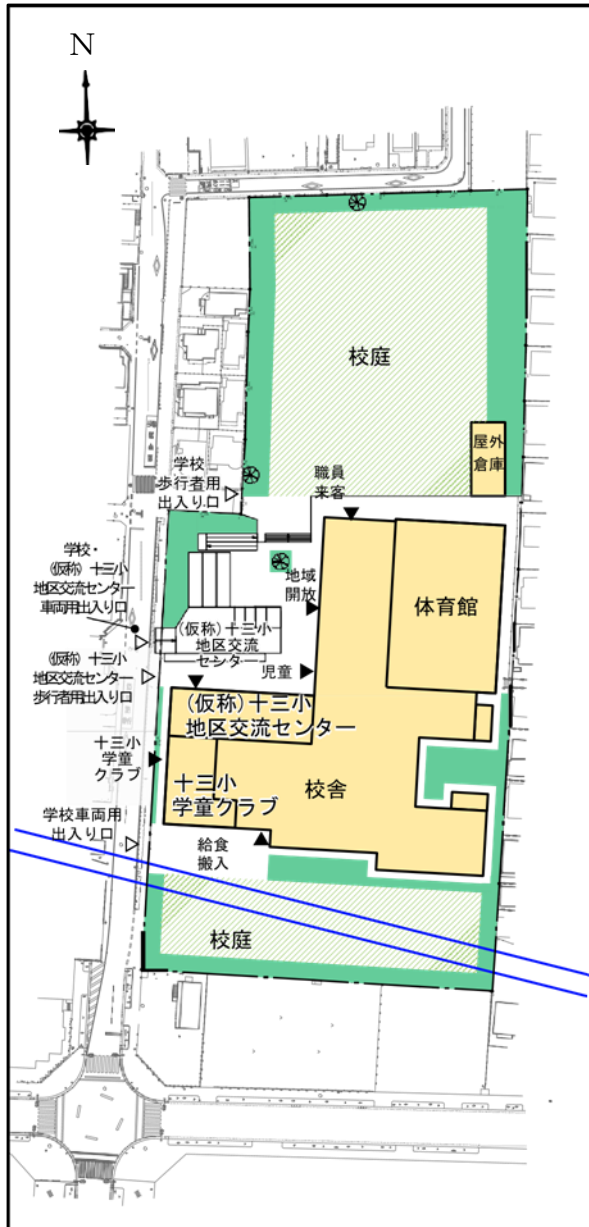 N
校庭
屋外
倉庫
学校
歩行者用
出入り口
職員
来客
学校・
(仮称)十三小
地区交流センター
車両用出入り口
地域
開放
体育館
(仮称)十三小
地区交流
センター
(仮称)十三小
地区交流センター
歩行者用出入り口
児童
(仮称)十三小
地区交流センター
十三小
学童
クラブ
十三小
学童クラブ
校舎
学校車両用
出入り口
給食
搬入
校庭